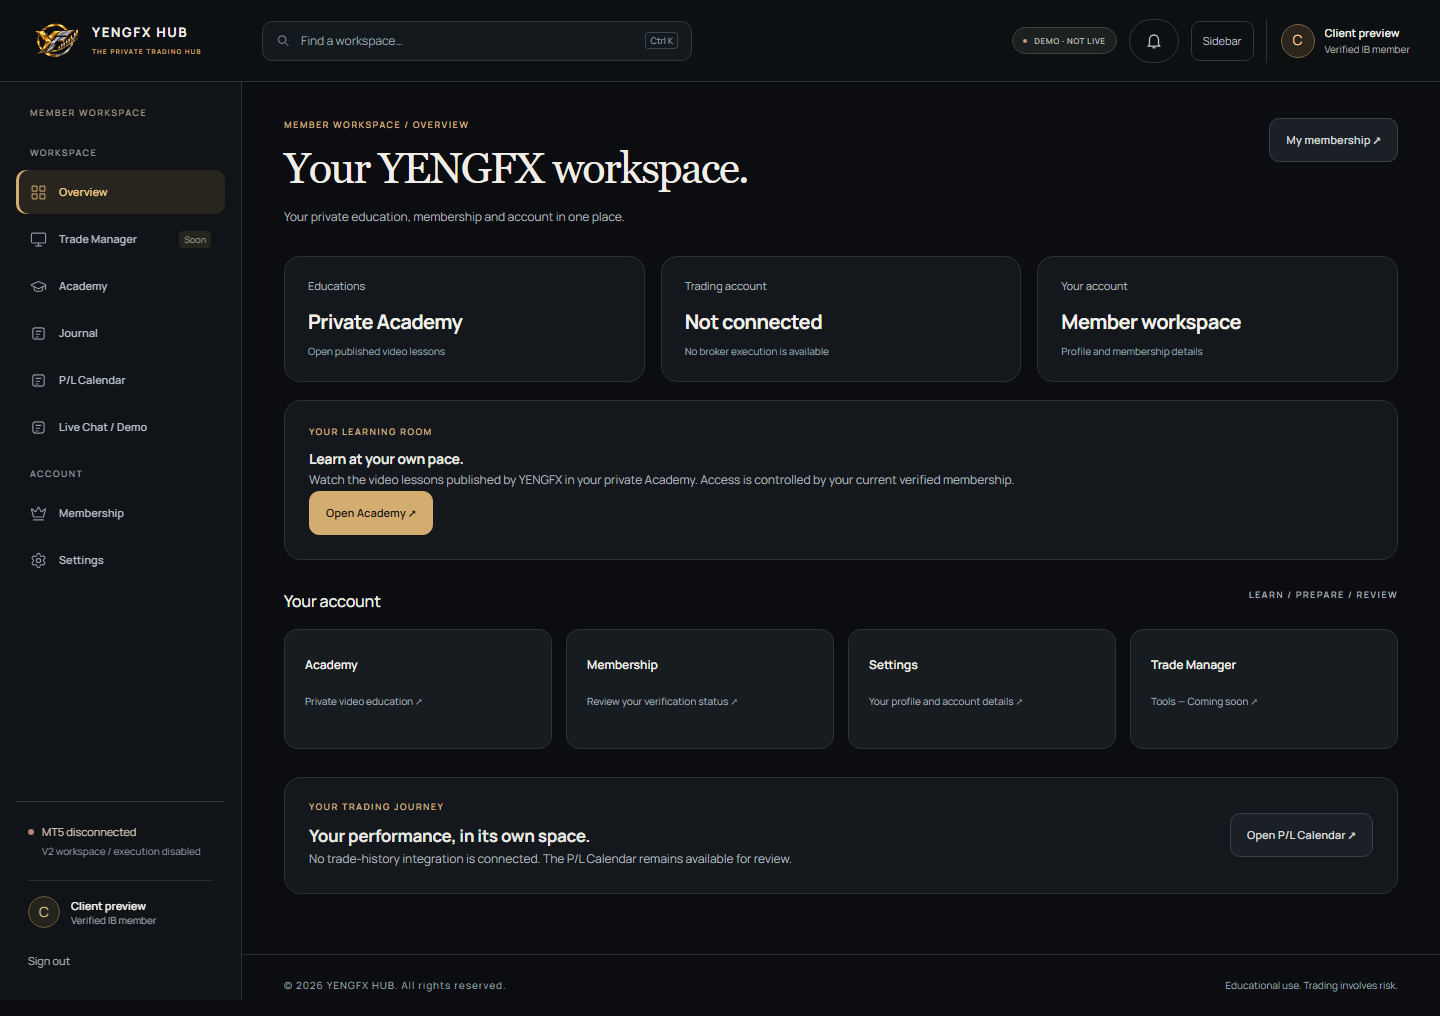 YENGFX HUB
THE PRIVATE TRADING HUB
Find a workspace...
Ctrl K
DEMO · NOT LIVE
Sidebar
C
Client preview
Verified IB member
MEMBER WORKSPACE
WORKSPACE
Overview
Trade Manager
Soon
Academy
Journal
P/L Calendar
Live Chat / Demo
ACCOUNT
Membership
Settings
MT5 disconnected
V2 workspace / execution disabled
C
Client preview
Verified IB member
Sign out
MEMBER WORKSPACE / OVERVIEW
Your YENGFX workspace.
Your private education, membership and account in one place.
My membership ↗
Educations
Private Academy
Open published video lessons
Trading account
Not connected
No broker execution is available
Your account
Member workspace
Profile and membership details
YOUR LEARNING ROOM
Learn at your own pace.
Watch the video lessons published by YENGFX in your private Academy. Access is controlled by your current verified membership.
Open Academy ↗
Your account
LEARN / PREPARE / REVIEW
Academy
Private video education ↗
Membership
Review your verification status ↗
Settings
Your profile and account details ↗
Trade Manager
Tools — Coming soon ↗
YOUR TRADING JOURNEY
Your performance, in its own space.
No trade-history integration is connected. The P/L Calendar remains available for review.
Open P/L Calendar ↗
© 2026 YENGFX HUB. All rights reserved.
Educational use. Trading involves risk.